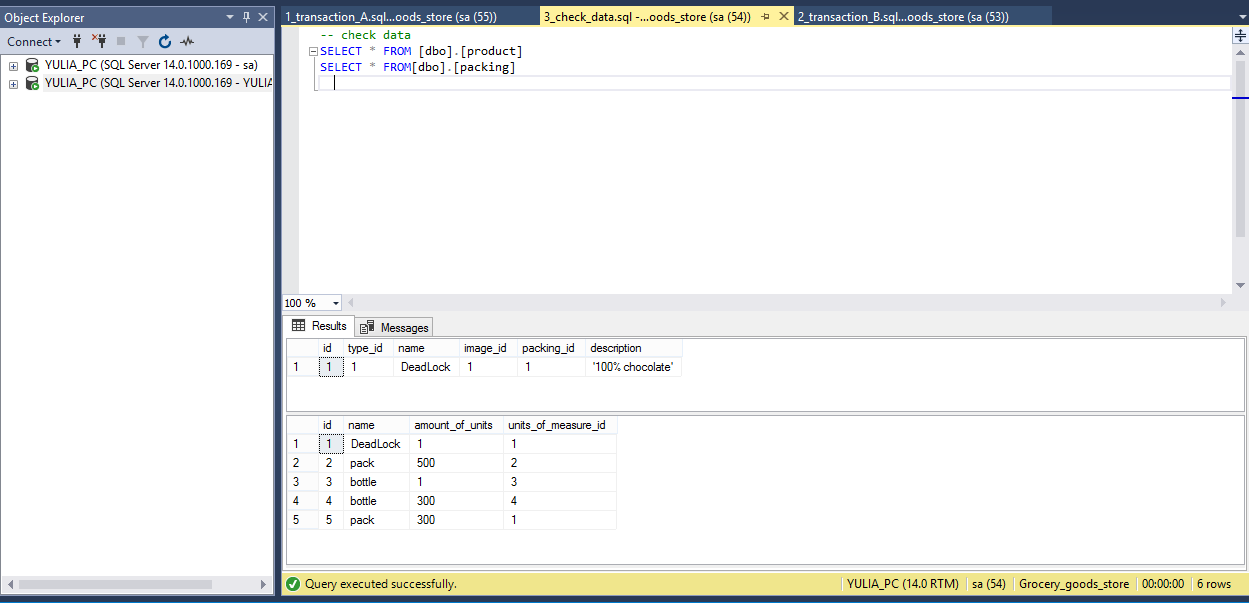 Object Explorer
Connect
YULIA_PC (SQL Server 14.0.1000.169 - sa)
YULIA_PC (SQL Server 14.0.1000.169 - YULIA
1_transaction_A.sql...oods_store (sa (55))
3_check_data.sql -...oods_store (sa (54))
2_transaction_B.sql...oods_store (sa (53))
-- check data
SELECT * FROM [dbo].[product]
SELECT * FROM[dbo].[packing]
100 %
Results Messages
id type_id name image_id packing_id description
1 1 1 DeadLock 1 1 '100% chocolate'
id name amount_of_units units_of_measure_id
1 1 DeadLock 1 1
2 2 pack 500 2
3 3 bottle 1 3
4 4 bottle 300 4
5 5 pack 300 1
Query executed successfully. YULIA_PC (14.0 RTM) sa (54) Grocery_goods_store 00:00:00 6 rows